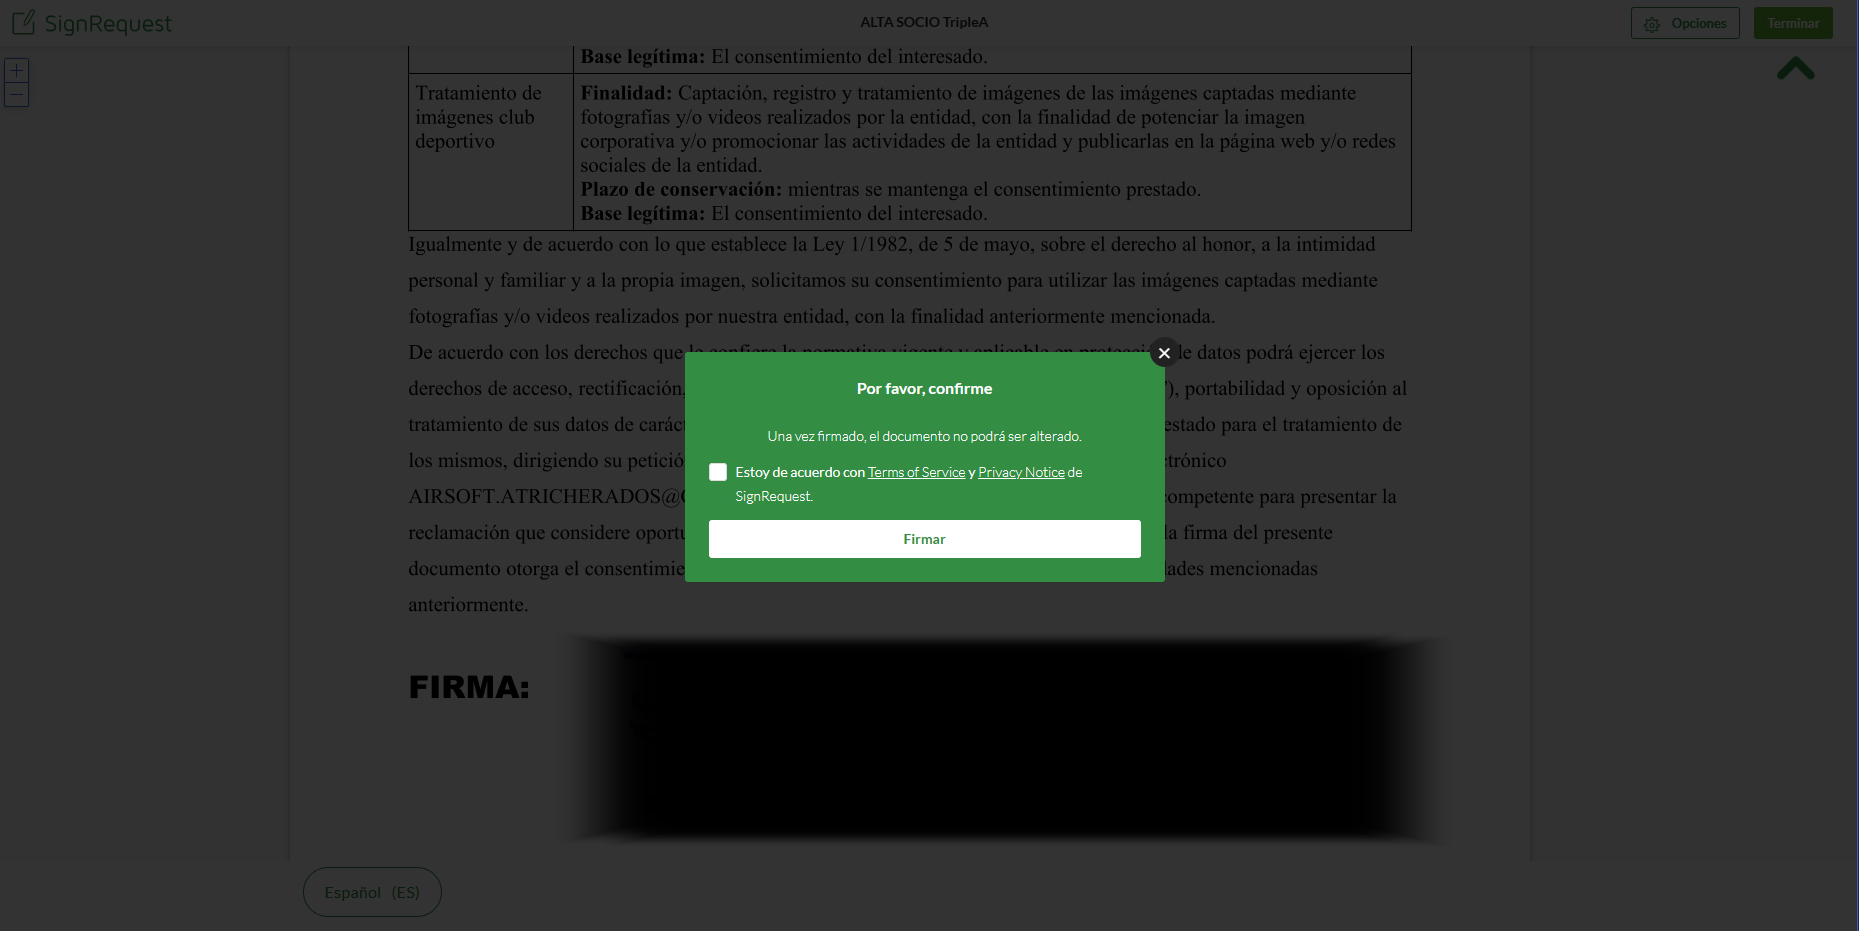 SignRequest
ALTA SOCIO TripleA
Opciones
Terminar
+
−
Base legítima: El consentimiento del interesado.
Tratamiento de
imágenes club
deportivo
Finalidad: Captación, registro y tratamiento de imágenes de las imágenes captadas mediante
fotografías y/o videos realizados por la entidad, con la finalidad de potenciar la imagen
corporativa y/o promocionar las actividades de la entidad y publicarlas en la página web y/o redes
sociales de la entidad.
Plazo de conservación: mientras se mantenga el consentimiento prestado.
Base legítima: El consentimiento del interesado.
Igualmente y de acuerdo con lo que establece la Ley 1/1982, de 5 de mayo, sobre el derecho al honor, a la intimidad
personal y familiar y a la propia imagen, solicitamos su consentimiento para utilizar las imágenes captadas mediante
fotografías y/o videos realizados por nuestra entidad, con la finalidad anteriormente mencionada.
De acuerdo con los derechos que le confiere la normativa vigente y aplicable en protección de datos podrá ejercer los
derechos de acceso, rectificación, ), portabilidad y oposición al
tratamiento de sus datos de caráct estado para el tratamiento de
los mismos, dirigiendo su petició trónico
AIRSOFT.ATRICHERADOS@ competente para presentar la
reclamación que considere oportu la firma del presente
documento otorga el consentimie ades mencionadas
anteriormente.
Por favor, confirme
Una vez firmado, el documento no podrá ser alterado.
Estoy de acuerdo con Terms of Service y Privacy Notice de
SignRequest.
Firmar
FIRMA:
Español (ES)